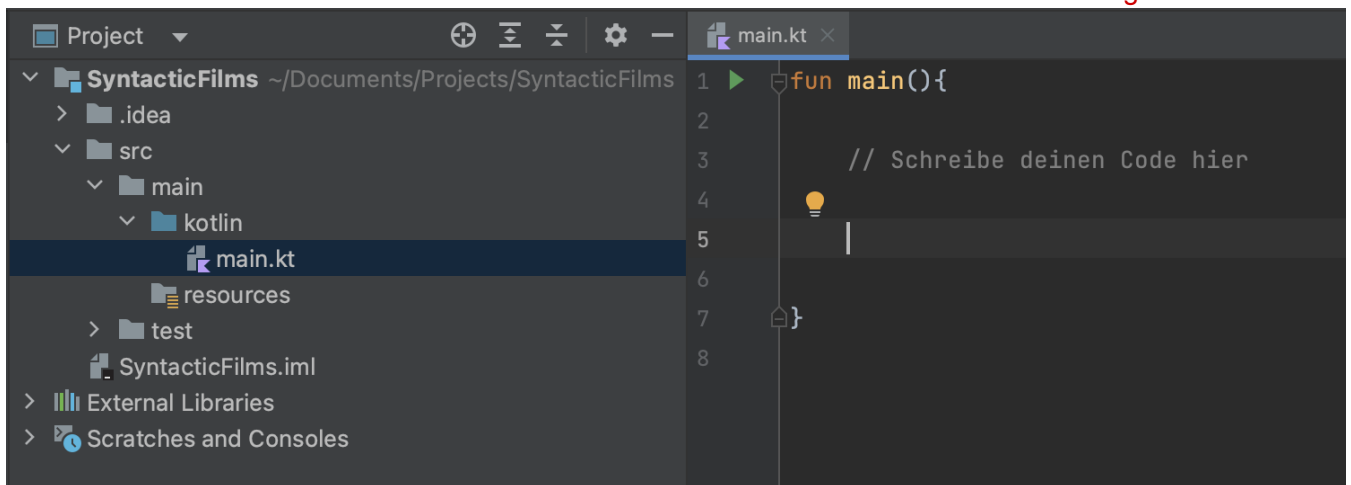 Project
SyntacticFilms ~/Documents/Projects/SyntacticFilms
.idea
src
main
kotlin
main.kt
resources
test
SyntacticFilms.iml
External Libraries
Scratches and Consoles
main.kt
1 fun main(){
2
3 // Schreibe deinen Code hier
4
5
6
7 }
8